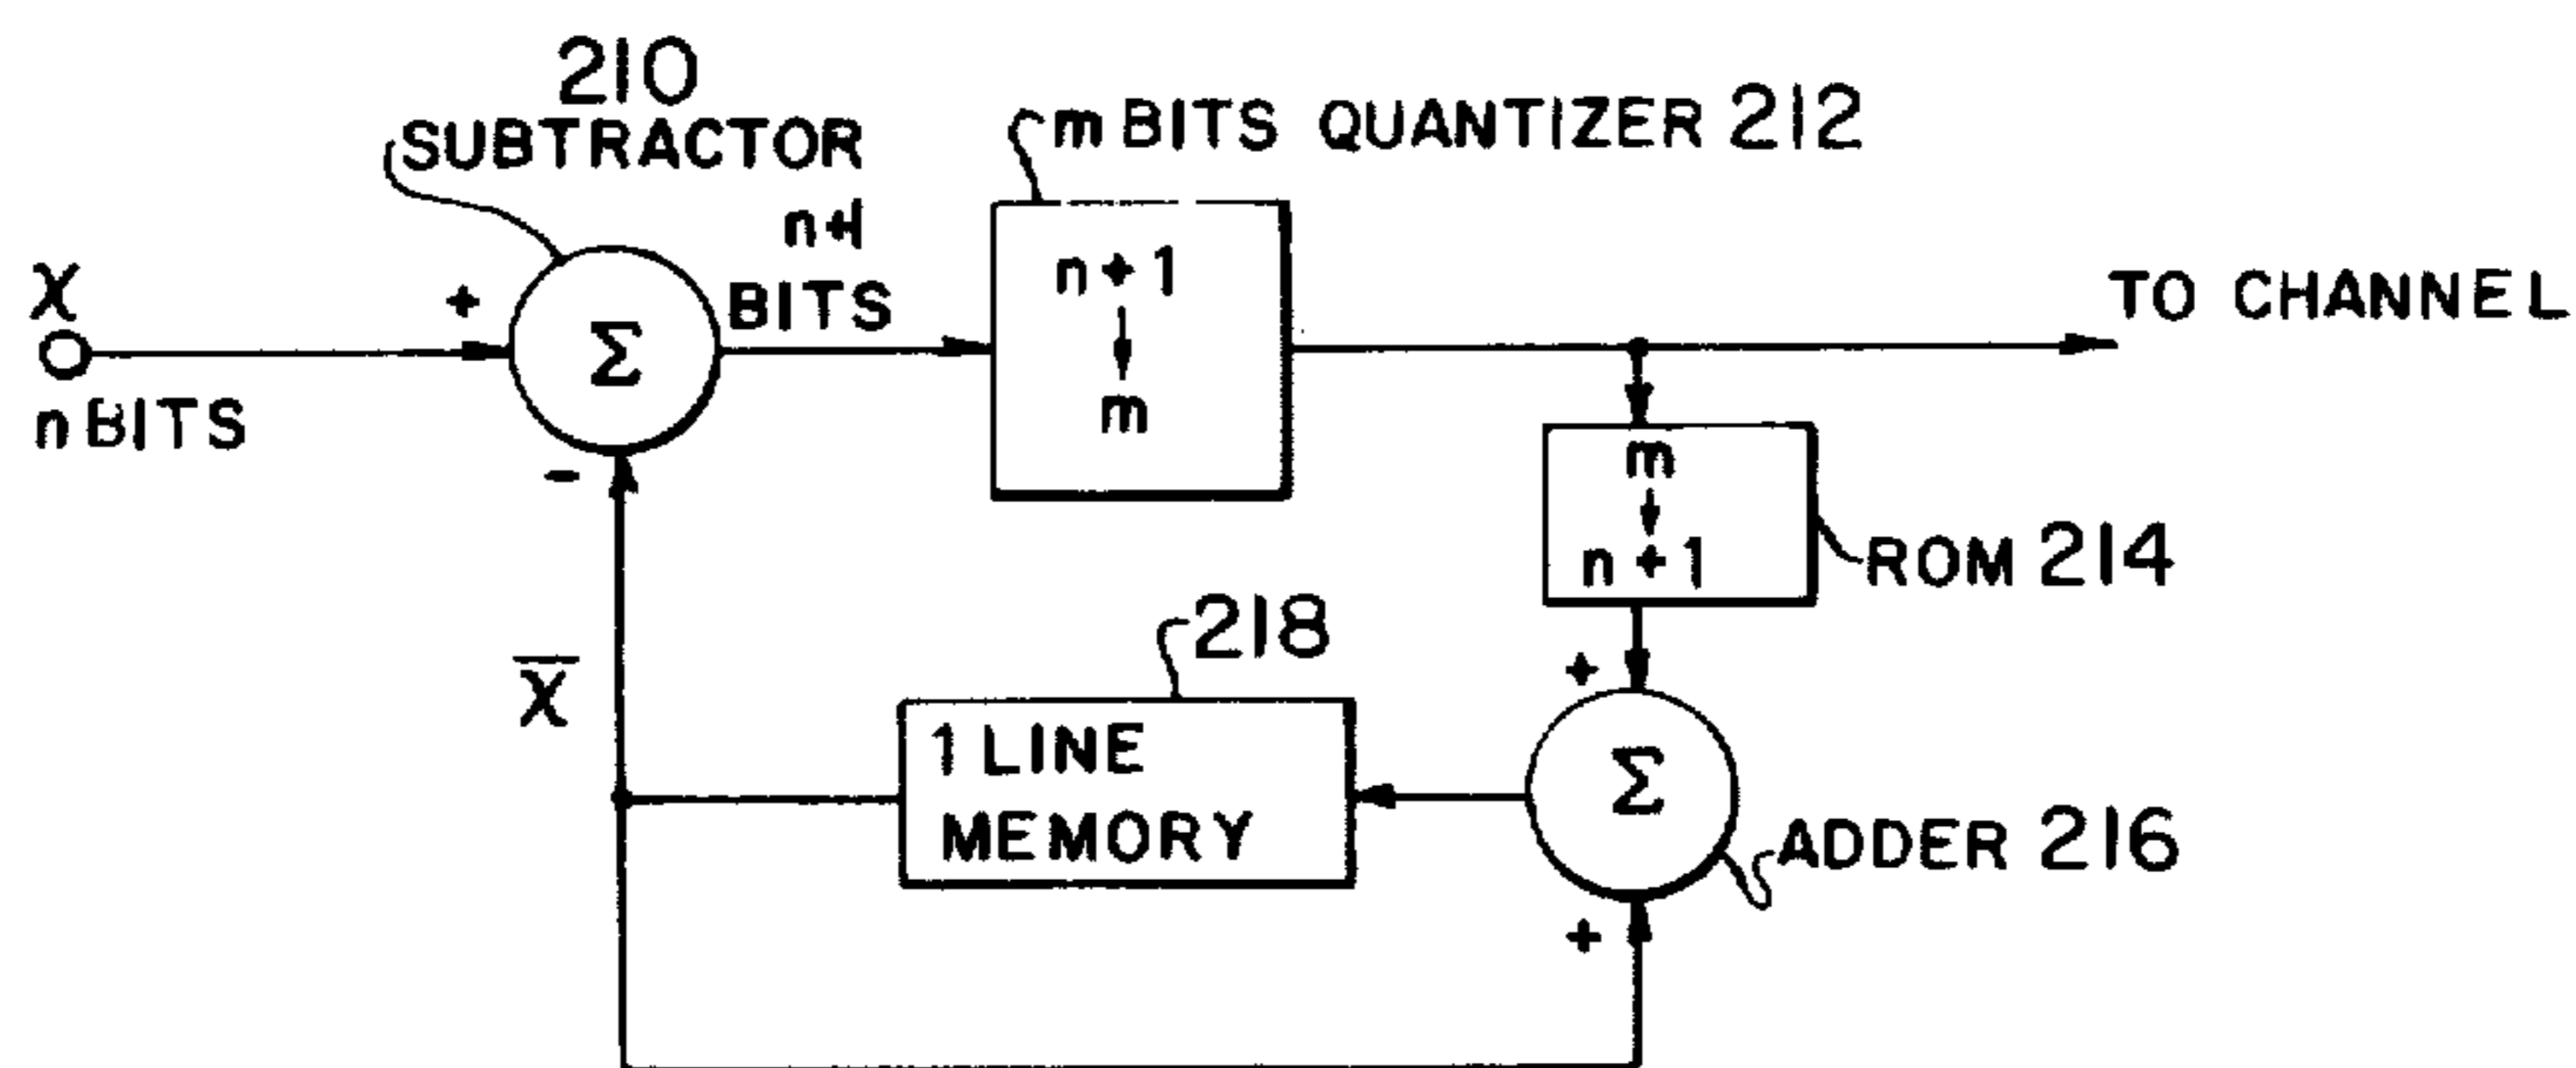 210
SUBTRACTOR
m BITS QUANTIZER 212
n+1
BITS
χ
+
Σ
n BITS
-
n + 1
m
TO CHANNEL
m
n + 1
ROM 214
218
+
X̄
1 LINE
MEMORY
Σ
ADDER 216
+